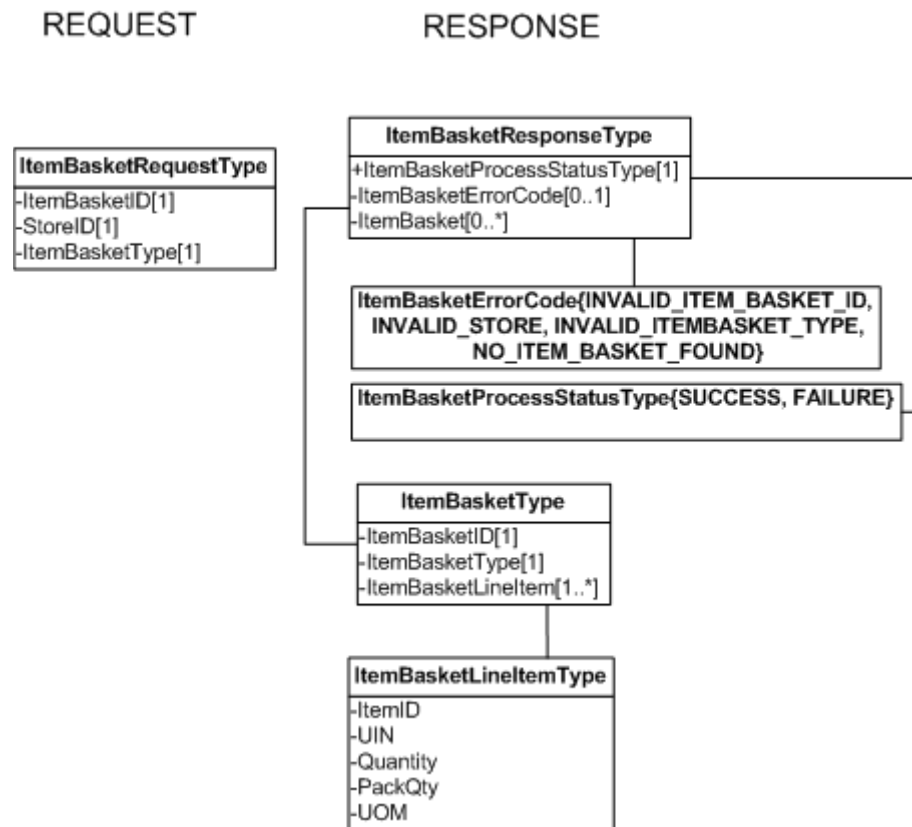 REQUEST
RESPONSE
ItemBasketRequestType
-ItemBasketID[1]
-StoreID[1]
-ItemBasketType[1]
ItemBasketResponseType
+ItemBasketProcessStatusType[1]
-ItemBasketErrorCode[0..1]
-ItemBasket[0..*]
ItemBasketErrorCode{INVALID_ITEM_BASKET_ID,
INVALID_STORE, INVALID_ITEMBASKET_TYPE,
NO_ITEM_BASKET_FOUND}
ItemBasketProcessStatusType{SUCCESS, FAILURE}
ItemBasketType
-ItemBasketID[1]
-ItemBasketType[1]
-ItemBasketLineItem[1..*]
ItemBasketLineItemType
-ItemID
-UIN
-Quantity
-PackQty
-UOM